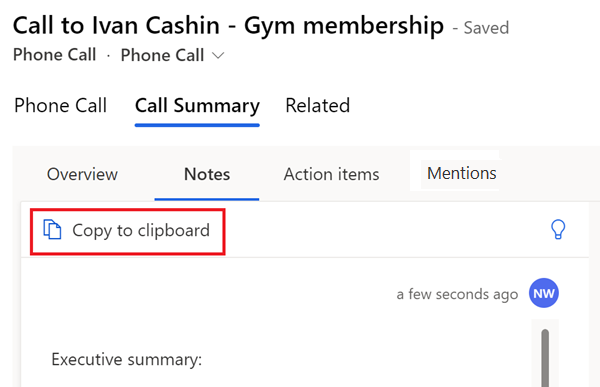 Call to Ivan Cashin - Gym membership - Saved
Phone Call · Phone Call
Phone Call Call Summary Related
Overview Notes Action items Mentions
Copy to clipboard
a few seconds ago NW
Executive summary: